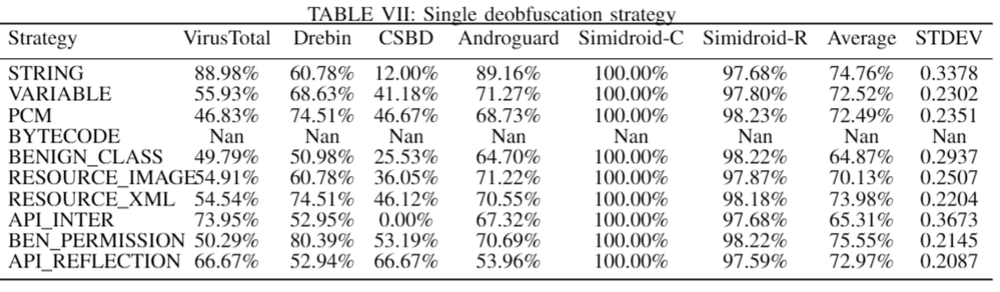 TABLE VII: Single deobfuscation strategy
Strategy VirusTotal Drebin CSBD Androguard Simidroid-C Simidroid-R Average STDEV
STRING 88.98% 60.78% 12.00% 89.16% 100.00% 97.68% 74.76% 0.3378
VARIABLE 55.93% 68.63% 41.18% 71.27% 100.00% 97.80% 72.52% 0.2302
PCM 46.83% 74.51% 46.67% 68.73% 100.00% 98.23% 72.49% 0.2351
BYTECODE Nan Nan Nan Nan Nan Nan Nan Nan
BENIGN_CLASS 49.79% 50.98% 25.53% 64.70% 100.00% 98.22% 64.87% 0.2937
RESOURCE_IMAGE54.91% 60.78% 36.05% 71.22% 100.00% 97.87% 70.13% 0.2507
RESOURCE_XML 54.54% 74.51% 46.12% 70.55% 100.00% 98.18% 73.98% 0.2204
API_INTER 73.95% 52.95% 0.00% 67.32% 100.00% 97.68% 65.31% 0.3673
BEN_PERMISSION 50.29% 80.39% 53.19% 70.69% 100.00% 98.22% 75.55% 0.2145
API_REFLECTION 66.67% 52.94% 66.67% 53.96% 100.00% 97.59% 72.97% 0.2087